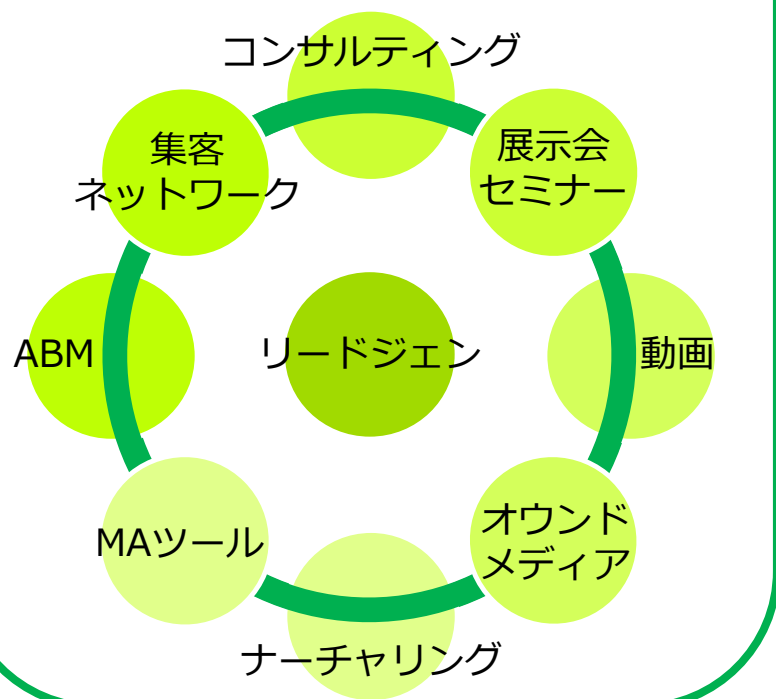 コンサルティング
集客
ネットワーク
展示会
セミナー
ABM
リードジェン
動画
MAツール
オウンド
メディア
ナーチャリング